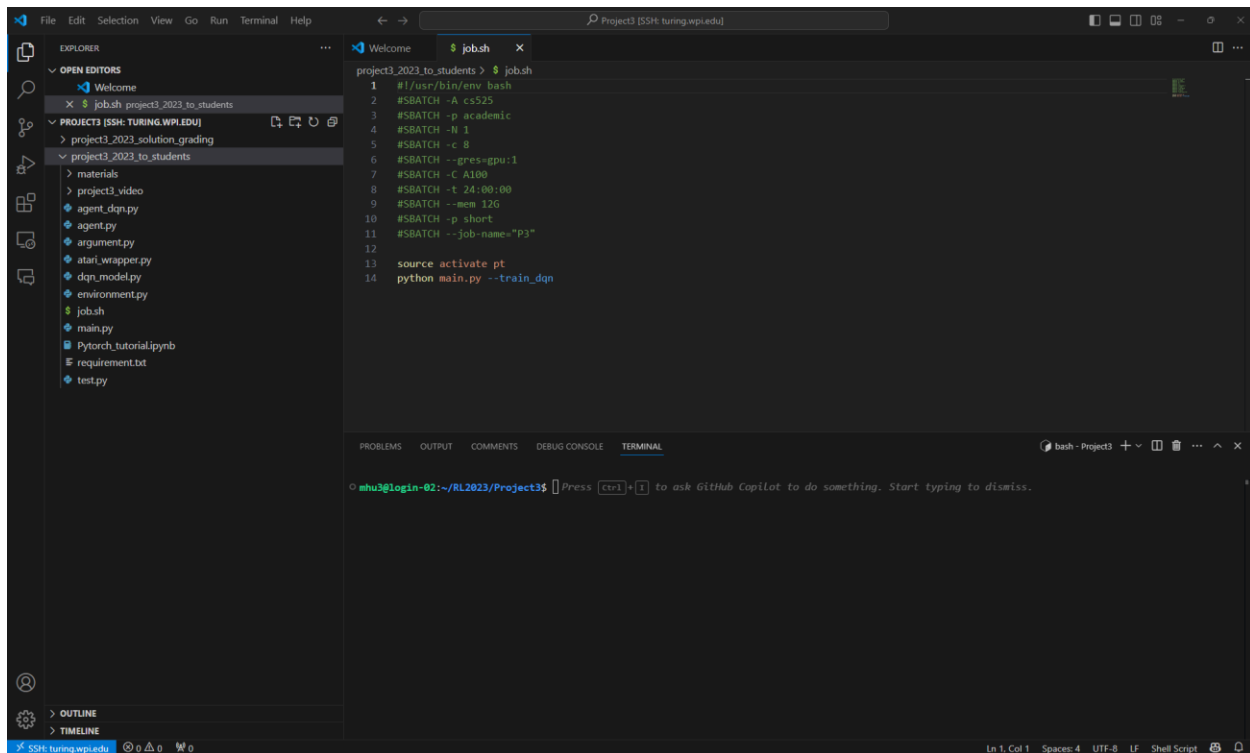 File Edit Selection View Go Run Terminal Help
Project3 [SSH: turing.wpi.edu]
EXPLORER
OPEN EDITORS
Welcome
job.sh project3_2023_to_students
PROJECT3 [SSH: TURING.WPI.EDU]
project3_2023_solution_grading
project3_2023_to_students
materials
project3_video
agent_dqn.py
agent.py
argument.py
atari_wrapper.py
dqn_model.py
environment.py
$ job.sh
main.py
Pytorch_tutorial.ipynb
requirement.txt
test.py
OUTLINE
TIMELINE
Welcome
$ job.sh
project3_2023_to_students > $ job.sh
1 #!/usr/bin/env bash
2 #SBATCH -A cs525
3 #SBATCH -p academic
4 #SBATCH -N 1
5 #SBATCH -c 8
6 #SBATCH --gres=gpu:1
7 #SBATCH -C A100
8 #SBATCH -t 24:00:00
9 #SBATCH --mem 12G
10 #SBATCH -p short
11 #SBATCH --job-name="P3"
12
13 source activate pt
14 python main.py --train_dqn
PROBLEMS OUTPUT COMMENTS DEBUG CONSOLE TERMINAL
bash - Project3
mhu3@login-02:~/RL2023/Project3$ Press Ctrl+I to ask GitHub Copilot to do something. Start typing to dismiss.
SSH: turing.wpi.edu 0 0 0
Ln 1, Col 1 Spaces: 4 UTF-8 LF Shell Script